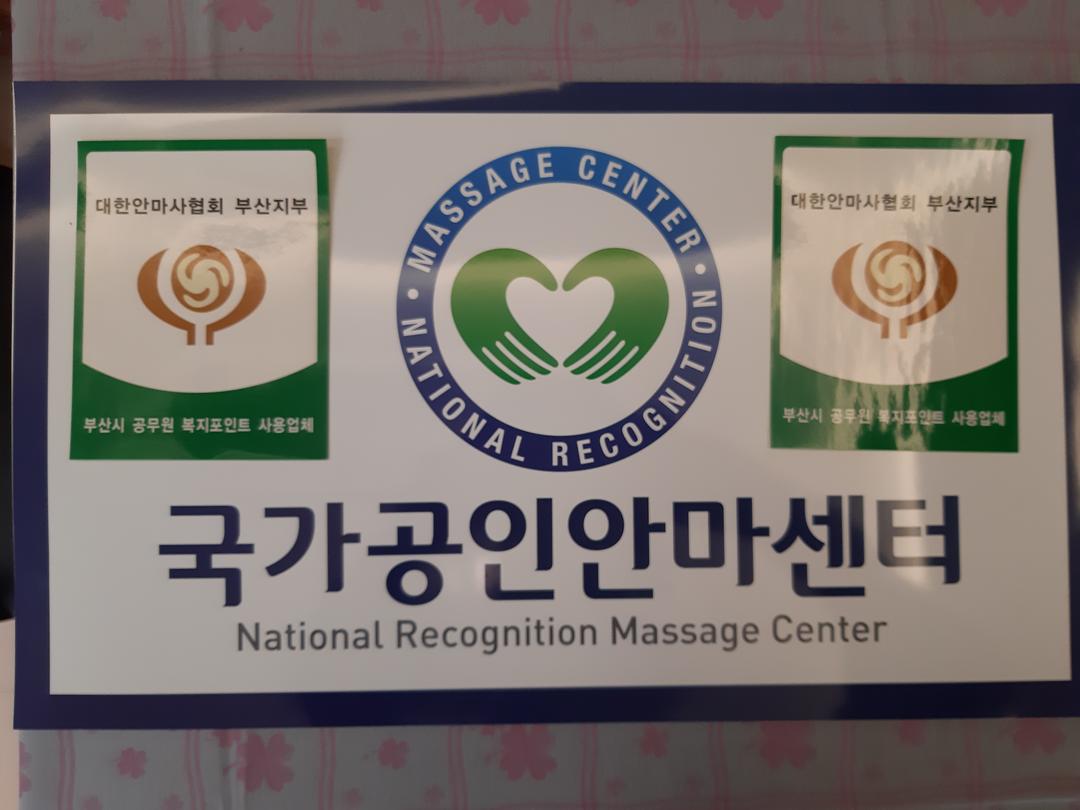 대한안마사협회 부산지부
부산시 공무원 복지포인트 사용업체
• MASSAGE CENTER •
NATIONAL RECOGNITION
대한안마사협회 부산지부
부산시 공무원 복지포인트 사용업체
국가공인안마센터
National Recognition Massage Center